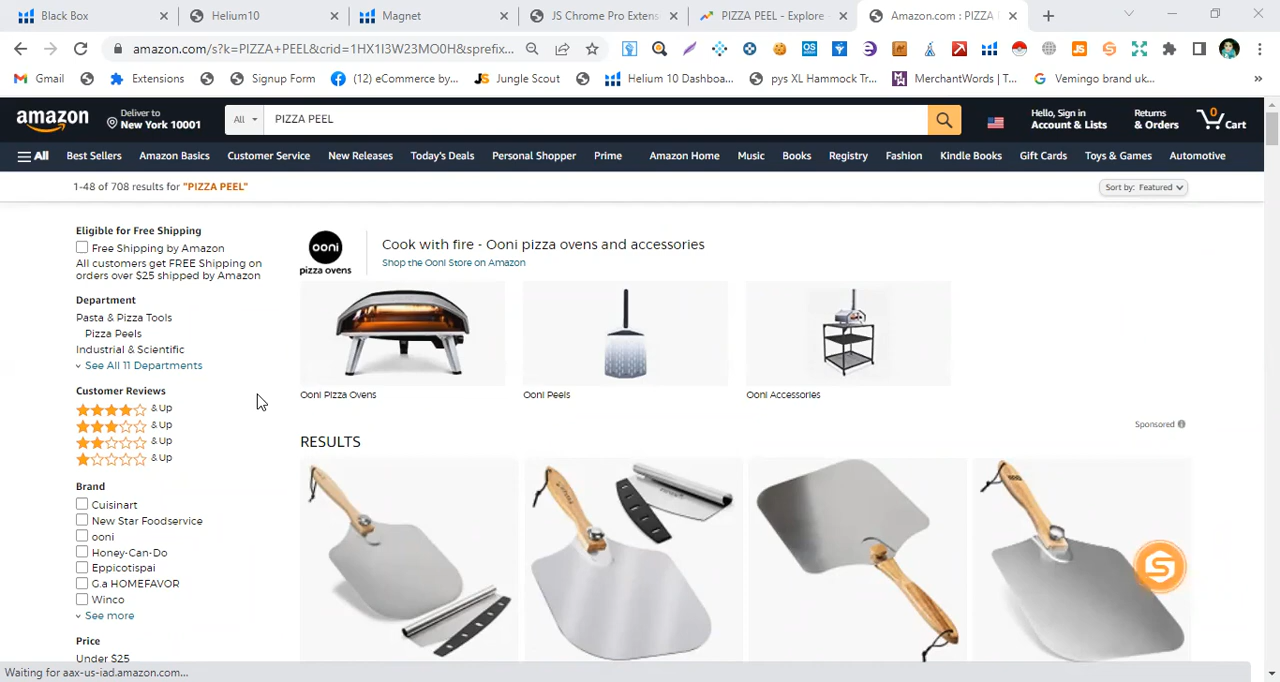 Black Box
Helium10
Magnet
JS Chrome Pro Extens
PIZZA PEEL - Explore -
Amazon.com : PIZZA P
amazon.com/s?k=PIZZA+PEEL&crid=1HX1I3W23MO0H&sprefix...
Gmail
Extensions
Signup Form
(12) eCommerce by...
Jungle Scout
Helium 10 Dashboa...
pys XL Hammock Tr...
MerchantWords | T...
Vemingo brand uk...
»
amazon
Deliver to
New York 10001
All
PIZZA PEEL
Hello, Sign in
Account & Lists
Returns
& Orders
0
Cart
All
Best Sellers
Amazon Basics
Customer Service
New Releases
Today's Deals
Personal Shopper
Prime
Amazon Home
Music
Books
Registry
Fashion
Kindle Books
Gift Cards
Toys & Games
Automotive
1-48 of 708 results for "PIZZA PEEL"
Sort by: Featured
Eligible for Free Shipping
Free Shipping by Amazon
All customers get FREE Shipping on
orders over $25 shipped by Amazon
Department
Pasta & Pizza Tools
Pizza Peels
Industrial & Scientific
See All 11 Departments
Customer Reviews
& Up
& Up
& Up
& Up
Brand
Cuisinart
New Star Foodservice
ooni
Honey-Can-Do
Eppicotispai
G.a HOMEFAVOR
Winco
See more
Price
Under $25
ooni
pizza ovens
Cook with fire - Ooni pizza ovens and accessories
Shop the Ooni Store on Amazon
Ooni Pizza Ovens
Ooni Peels
Ooni Accessories
Sponsored
RESULTS
S
Waiting for aax-us-iad.amazon.com...